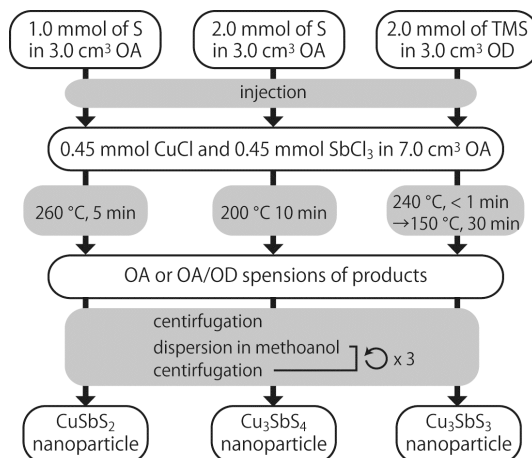 1.0 mmol of S
in 3.0 cm³ OA
2.0 mmol of S
in 3.0 cm³ OA
2.0 mmol of TMS
in 3.0 cm³ OD
injection
0.45 mmol CuCl and 0.45 mmol SbCl₃ in 7.0 cm³ OA
260 °C, 5 min
200 °C 10 min
240 °C, < 1 min
→150 °C, 30 min
OA or OA/OD spensions of products
centirfugation
dispersion in methoanol
centirfugation
x 3
CuSbS₂
nanoparticle
Cu₃SbS₄
nanoparticle
Cu₃SbS₃
nanoparticle